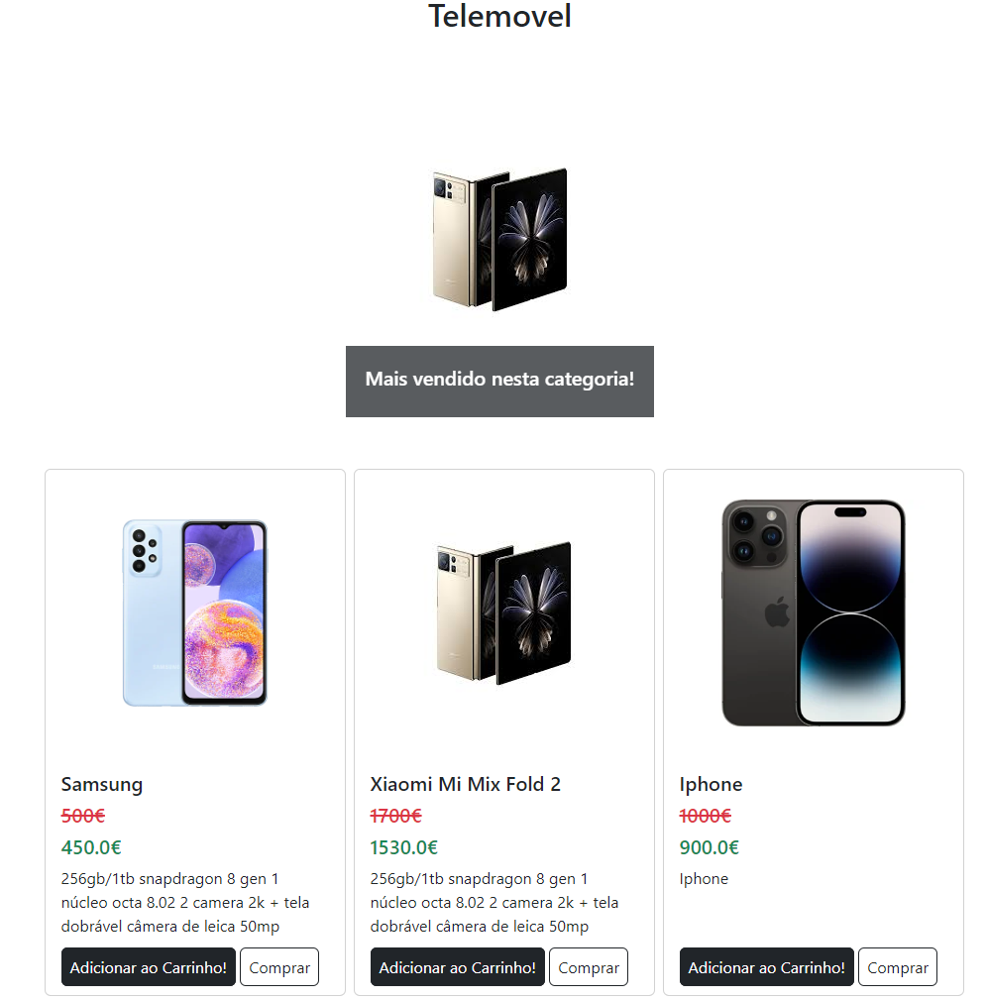 Telemovel
Mais vendido nesta categoria!
Samsung
500€
450.0€
256gb/1tb snapdragon 8 gen 1
núcleo octa 8.02 2 camera 2k + tela
dobrável câmera de leica 50mp
Adicionar ao Carrinho! Comprar
Xiaomi Mi Mix Fold 2
1700€
1530.0€
256gb/1tb snapdragon 8 gen 1
núcleo octa 8.02 2 camera 2k + tela
dobrável câmera de leica 50mp
Adicionar ao Carrinho! Comprar
Iphone
1000€
900.0€
Iphone
Adicionar ao Carrinho! Comprar